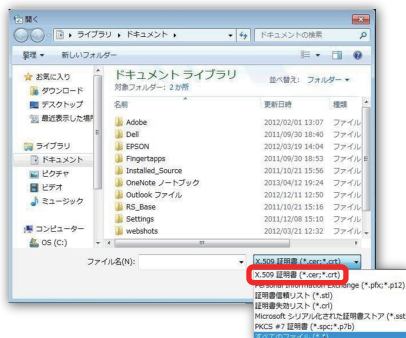 開く
ライブラリ ▸ ドキュメント ▸
ドキュメントの検索
整理 ▼ 新しいフォルダー
お気に入り
ダウンロード
デスクトップ
最近表示した場所
ライブラリ
ドキュメント
ピクチャ
ビデオ
ミュージック
コンピューター
OS (C:)
ドキュメント ライブラリ
対象フォルダー: 2 か所
並べ替え: フォルダー ▼
名前 更新日時 種類
Adobe 2012/02/01 13:07 ファイル
Dell 2011/09/30 18:40 ファイル
EPSON 2012/03/19 14:04 ファイル
Fingertapps 2011/09/30 18:53 ファイル
Installed_Source 2011/10/21 15:56 ファイル
OneNote ノートブック 2013/04/12 19:24 ファイル
Outlook ファイル 2012/12/11 12:50 ファイル
RS_Base 2011/10/21 15:16 ファイル
Settings 2011/12/08 15:10 ファイル
webshots 2012/03/21 12:32 ファイル
ファイル名(N):
X.509 証明書 (*.cer;*.crt)
X.509 証明書 (*.cer;*.crt)
Personal Information Exchange (*.pfx;*.p12)
証明書信頼リスト (*.stl)
証明書失効リスト (*.crl)
Microsoft シリアル化された証明書ストア (*.sst
PKCS #7 証明書 (*.spc;*.p7b)
すべてのファイル (*.*)